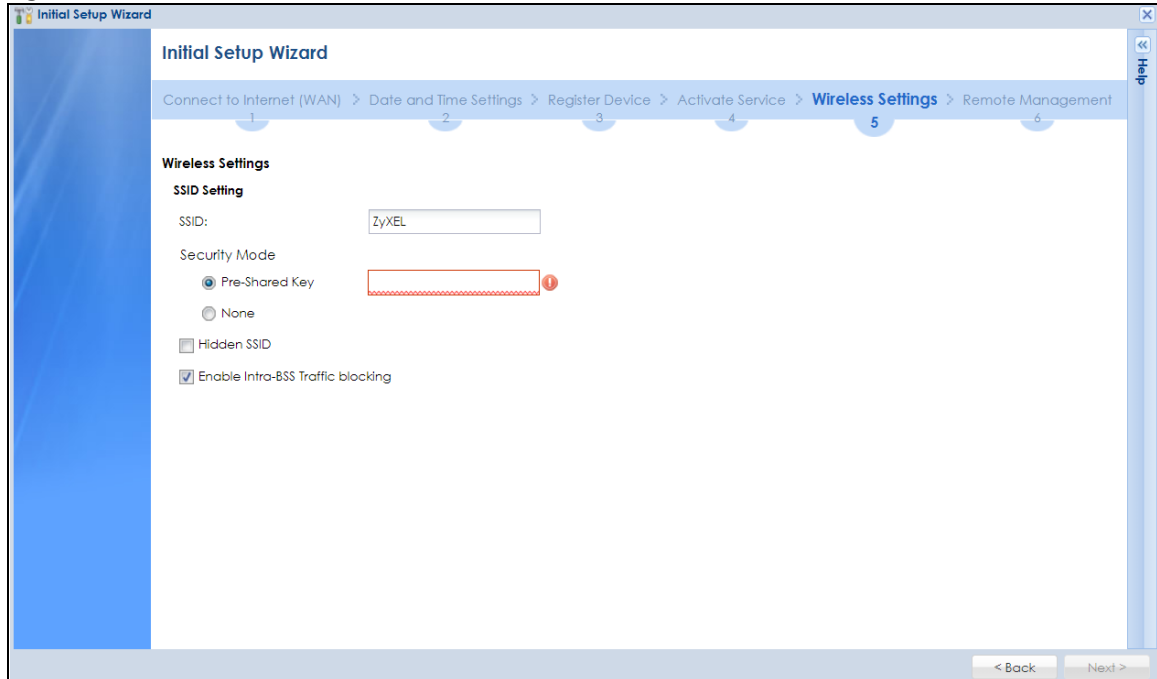 Initial Setup Wizard
Initial Setup Wizard
« Help
Connect to Internet (WAN) > Date and Time Settings > Register Device > Activate Service > Wireless Settings > Remote Management
1 2 3 4 5 6
Wireless Settings
SSID Setting
SSID: ZyXEL
Security Mode
Pre-Shared Key
None
Hidden SSID
Enable Intra-BSS Traffic blocking
< Back Next >